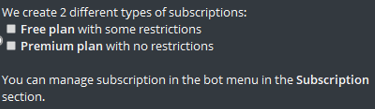 We create 2 different types of subscriptions:
Free plan with some restrictions
Premium plan with no restrictions
You can manage subscription in the bot menu in the Subscription
section.